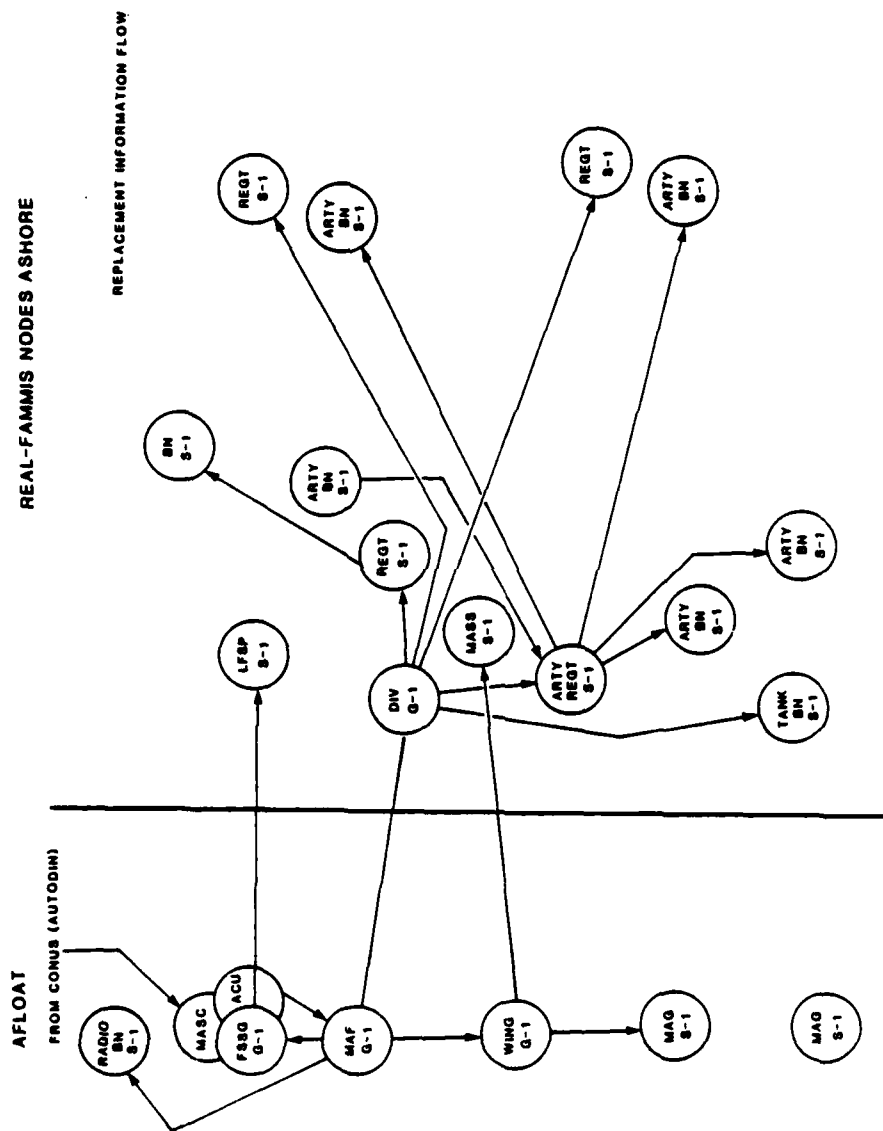 REAL-FAMMIS NODES ASHORE
REPLACEMENT INFORMATION FLOW
AFLOAT
FROM CONUS (AUTODIN)
RADIO
BN
S-1
MASC
ACU
FSSG
G-1
MAF
G-1
WING
G-1
MAG
S-1
MAG
S-1
LFSP
S-1
BN
S-1
REGT
S-1
ARTY
BN
S-1
REGT
S-1
ARTY
BN
S-1
DIV
G-1
MASS
S-1
ARTY
REGT
S-1
TANK
BN
S-1
ARTY
BN
S-1
ARTY
BN
S-1
REGT
S-1
ARTY
BN
S-1